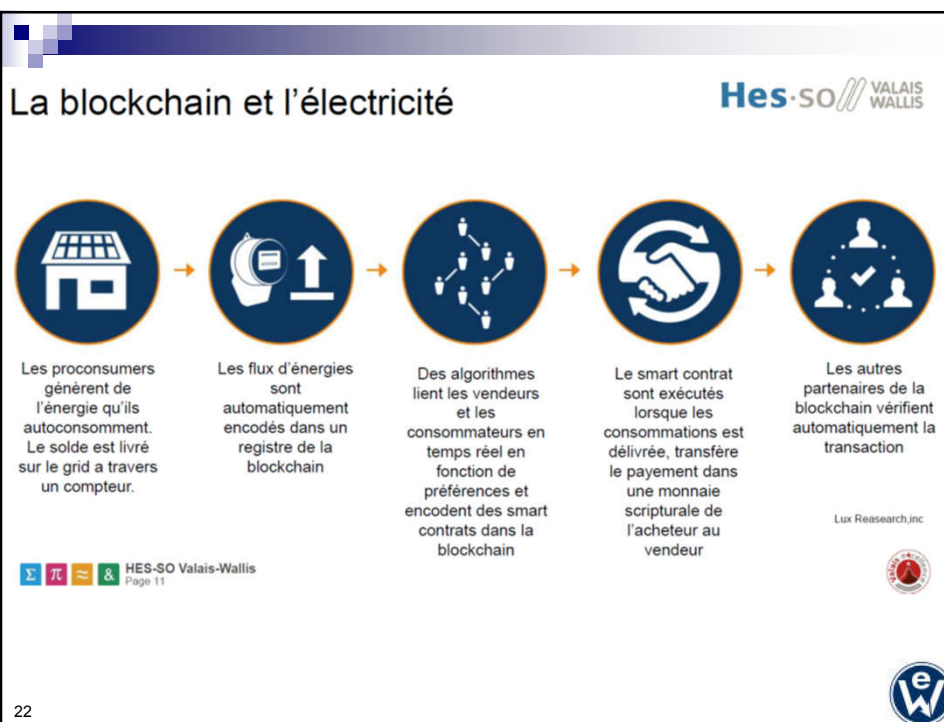 La blockchain et l'électricité
Hes·so VALAIS
WALLIS
Les proconsumers
génèrent de
l'énergie qu'ils
autoconsomment.
Le solde est livré
sur le grid a travers
un compteur.
Les flux d'énergies
sont
automatiquement
encodés dans un
registre de la
blockchain
Des algorithmes
lient les vendeurs
et les
consommateurs en
temps réel en
fonction de
préférences et
encodent des smart
contrats dans la
blockchain
Le smart contrat
sont exécutés
lorsque les
consommations est
délivrée, transfère
le payement dans
une monnaie
scripturale de
l'acheteur au
vendeur
Les autres
partenaires de la
blockchain vérifient
automatiquement la
transaction
Lux Reasearch,inc
Σ π ≈ & HES-SO Valais-Wallis
Page 11
Valais excellence
eW
22